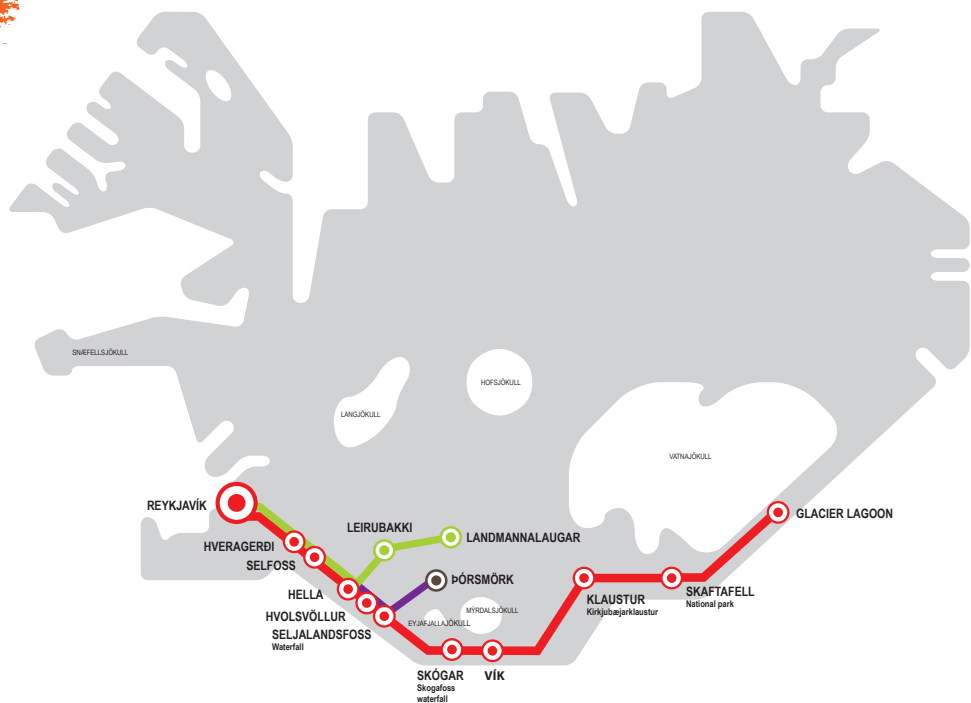 SNÆFELLSJÖKULL
HOFSJÖKULL
LANGJÖKULL
VATNAJÖKULL
REYKJAVÍK
GLACIER LAGOON
LEIRUBAKKI
LANDMANNALAUGAR
HVERAGERÐI
SELFOSS
ÞÓRSMÖRK
HELLA
SKAFTAFELL
National park
KLAUSTUR
Kirkjubæjarklaustur
HVOLSVÖLLUR
MÝRDALSJÖKULL
EYJAFJALLAJÖKULL
SELJALANDSFOSS
Waterfall
SKÓGAR
Skogafoss
waterfall
VÍK